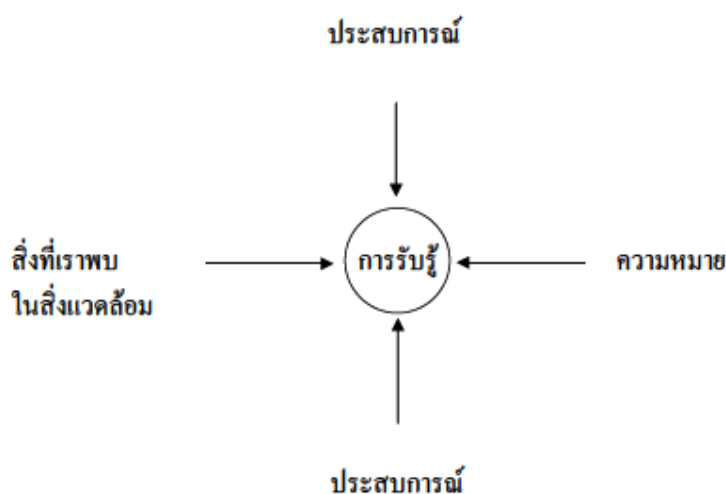 ประสบการณ์
สิ่งที่เราพบ
ในสิ่งแวดล้อม
การรับรู้
ความหมาย
ประสบการณ์